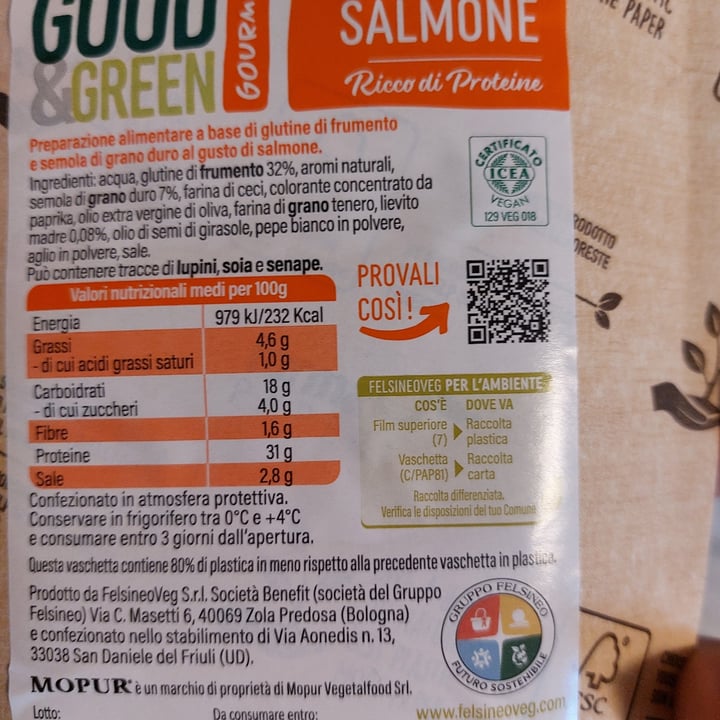 GOOD
&GREEN
GOURM
SALMONE
Ricco di Proteine
PAPER
Preparazione alimentare a base di glutine di frumento
e semola di grano duro al gusto di salmone.
Ingredienti: acqua, glutine di frumento 32%, aromi naturali,
semola di grano duro 7%, farina di ceci, colorante concentrato da
paprika, olio extra vergine di oliva, farina di grano tenero, lievito
madre 0,08%, olio di semi di girasole, pepe bianco in polvere,
aglio in polvere, sale.
Può contenere tracce di lupini, soia e senape.
CERTIFICATO
ICEA
VEGAN
129 VEG 018
Valori nutrizionali medi per 100g
Energia 979 kJ/232 Kcal
Grassi 4,6 g
- di cui acidi grassi saturi 1,0 g
Carboidrati 18 g
- di cui zuccheri 4,0 g
Fibre 1,6 g
Proteine 31 g
Sale 2,8 g
PROVALI
COSÌ!
FELSINEOVEG PER L'AMBIENTE
COS'È DOVE VA
Film superiore Raccolta
(7) plastica
Vaschetta Raccolta
(C/PAP81) carta
Raccolta differenziata.
Verifica le disposizioni del tuo Comune
Confezionato in atmosfera protettiva.
Conservare in frigorifero tra 0°C e +4°C
e consumare entro 3 giorni dall'apertura.
Questa vaschetta contiene 80% di plastica in meno rispetto alla precedente vaschetta in plastica.
Prodotto da FelsineoVeg S.r.l. Società Benefit (società del Gruppo
Felsineo) Via C. Masetti 6, 40069 Zola Predosa (Bologna)
e confezionato nello stabilimento di Via Aonedis n. 13,
33038 San Daniele del Friuli (UD).
GRUPPO FELSINEO
FUTURO SOSTENIBILE
MOPUR® è un marchio di proprietà di Mopur Vegetalfood Srl.
Lotto: Da consumare entro:
www.felsineoveg.com
FSC